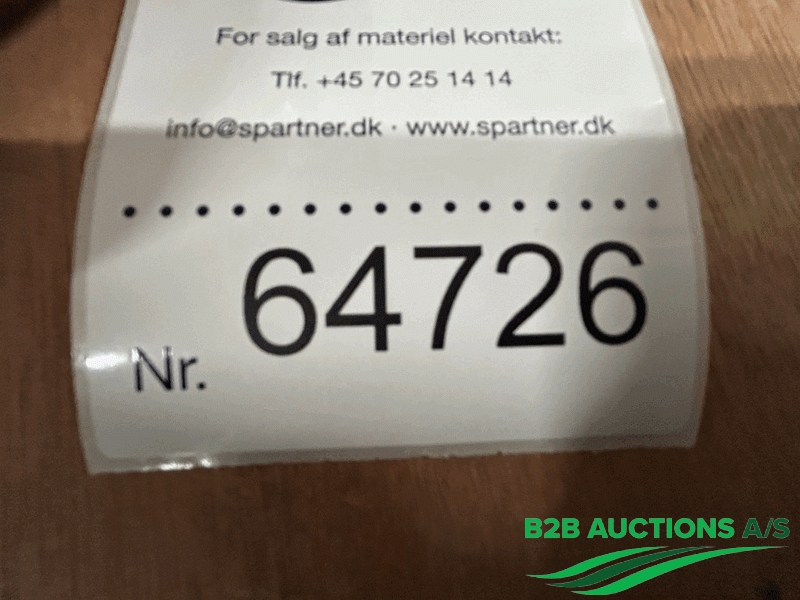 For salg af materiel kontakt:
Tlf. +45 70 25 14 14
info@spartner.dk · www.spartner.dk
Nr. 64726
B2B AUCTIONS A/S